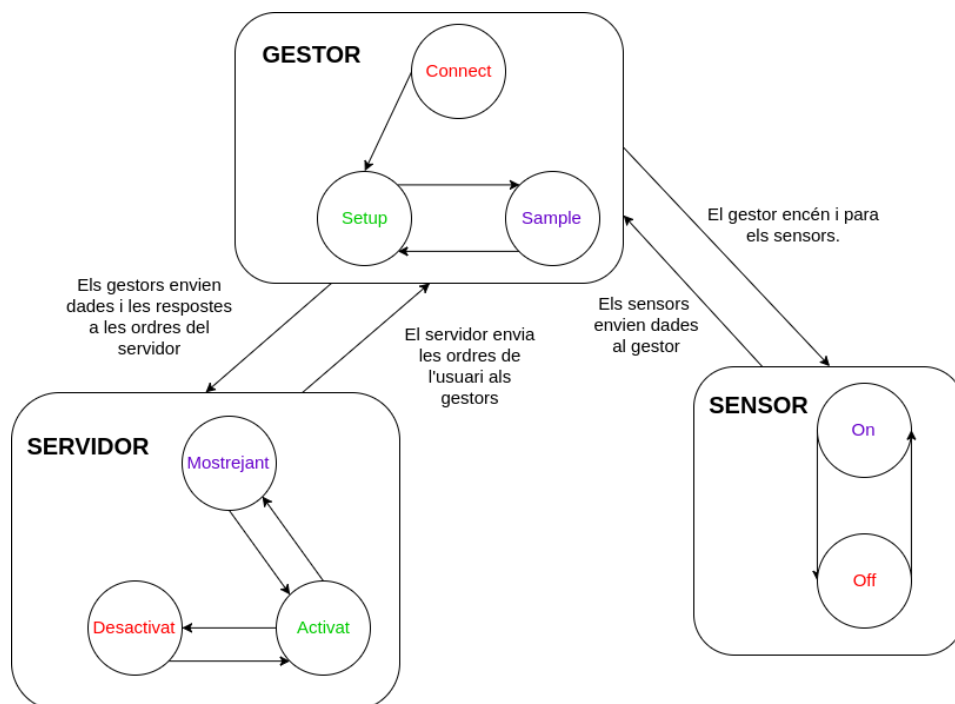 GESTOR
Connect
Setup
Sample
El gestor encén i para
els sensors.
Els gestors envien
dades i les respostes
a les ordres del
servidor
El servidor envia
les ordres de
l'usuari als
gestors
Els sensors
envien dades
al gestor
SERVIDOR
Mostrejant
Desactivat
Activat
SENSOR
On
Off